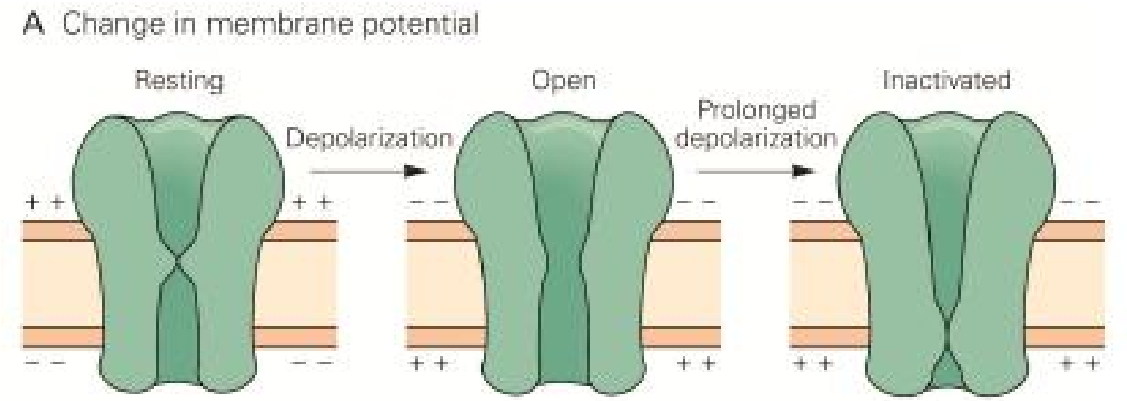 A Change in membrane potential
Resting
Open
Inactivated
Depolarization
Prolonged
depolarization
+ +
+ +
− −
− −
− −
− −
− −
− −
+ +
+ +
+ +
+ +